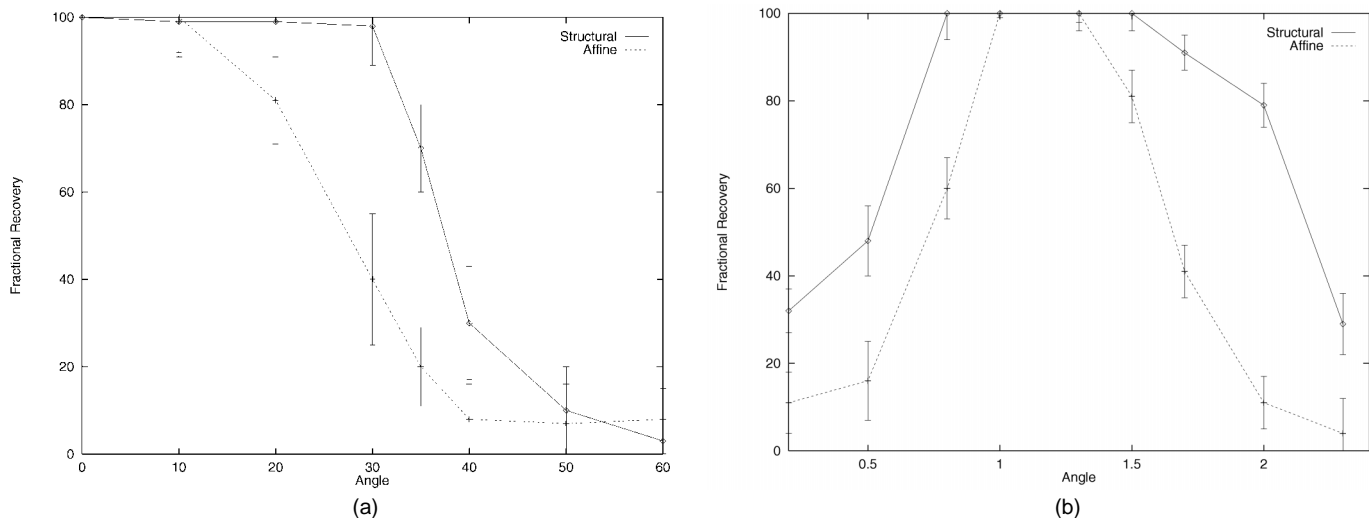 100
80
60
40
20
0
Fractional Recovery
0 10 20 30 40 50 60
Angle
Structural
Affine
(a)
100
80
60
40
20
0
Fractional Recovery
0.5 1 1.5 2
Angle
Structural
Affine
(b)